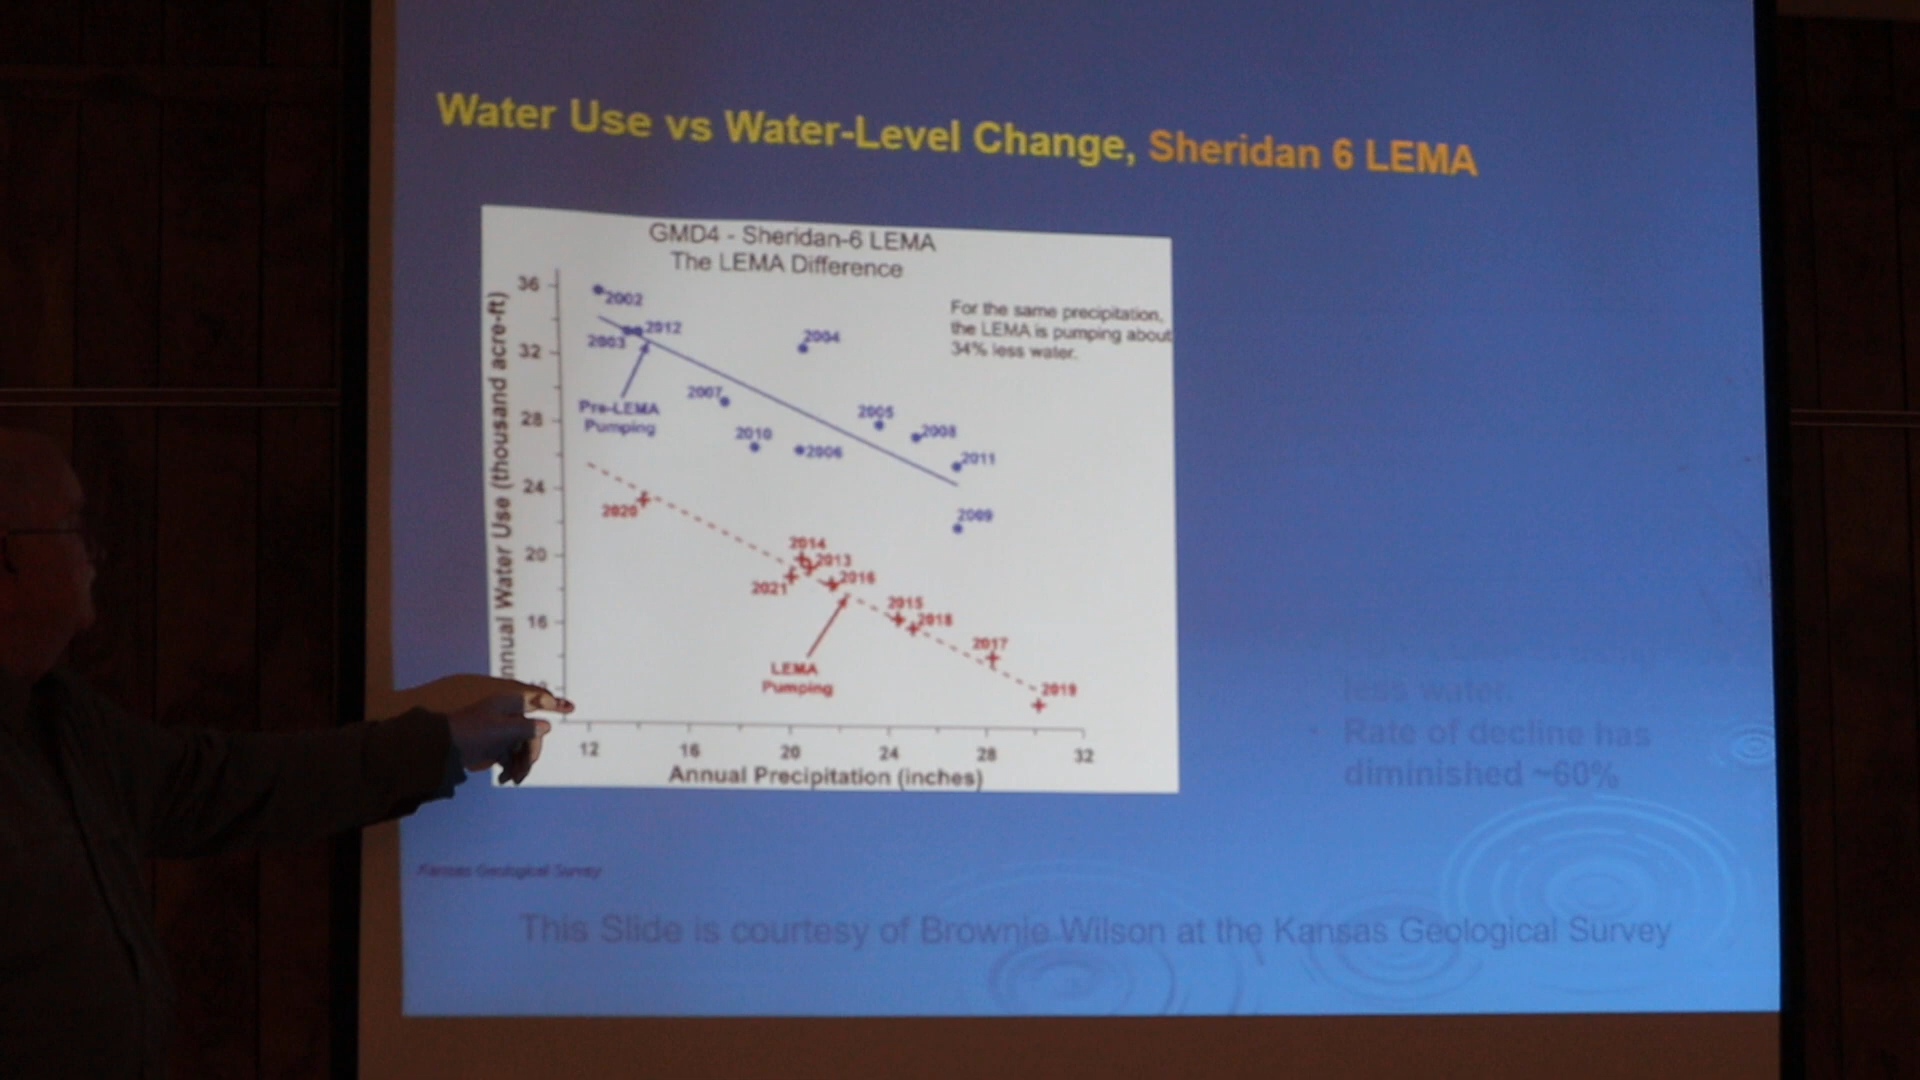 Water Use vs Water-Level Change, Sheridan 6 LEMA
GMD4 - Sheridan-6 LEMA
The LEMA Difference
For the same precipitation,
the LEMA is pumping about
34% less water.
36
32
28
24
20
16
Annual Water Use (thousand acre-ft)
2002
2012
2003
2004
2007
Pre-LEMA
Pumping
2005
2008
2010
2006
2011
2009
2020
2014
2013
2016
2021
2015
2018
2017
2019
LEMA
Pumping
12 16 20 24 28 32
Annual Precipitation (inches)
less water.
• Rate of decline has
diminished ~60%
Kansas Geological Survey
This Slide is courtesy of Brownie Wilson at the Kansas Geological Survey